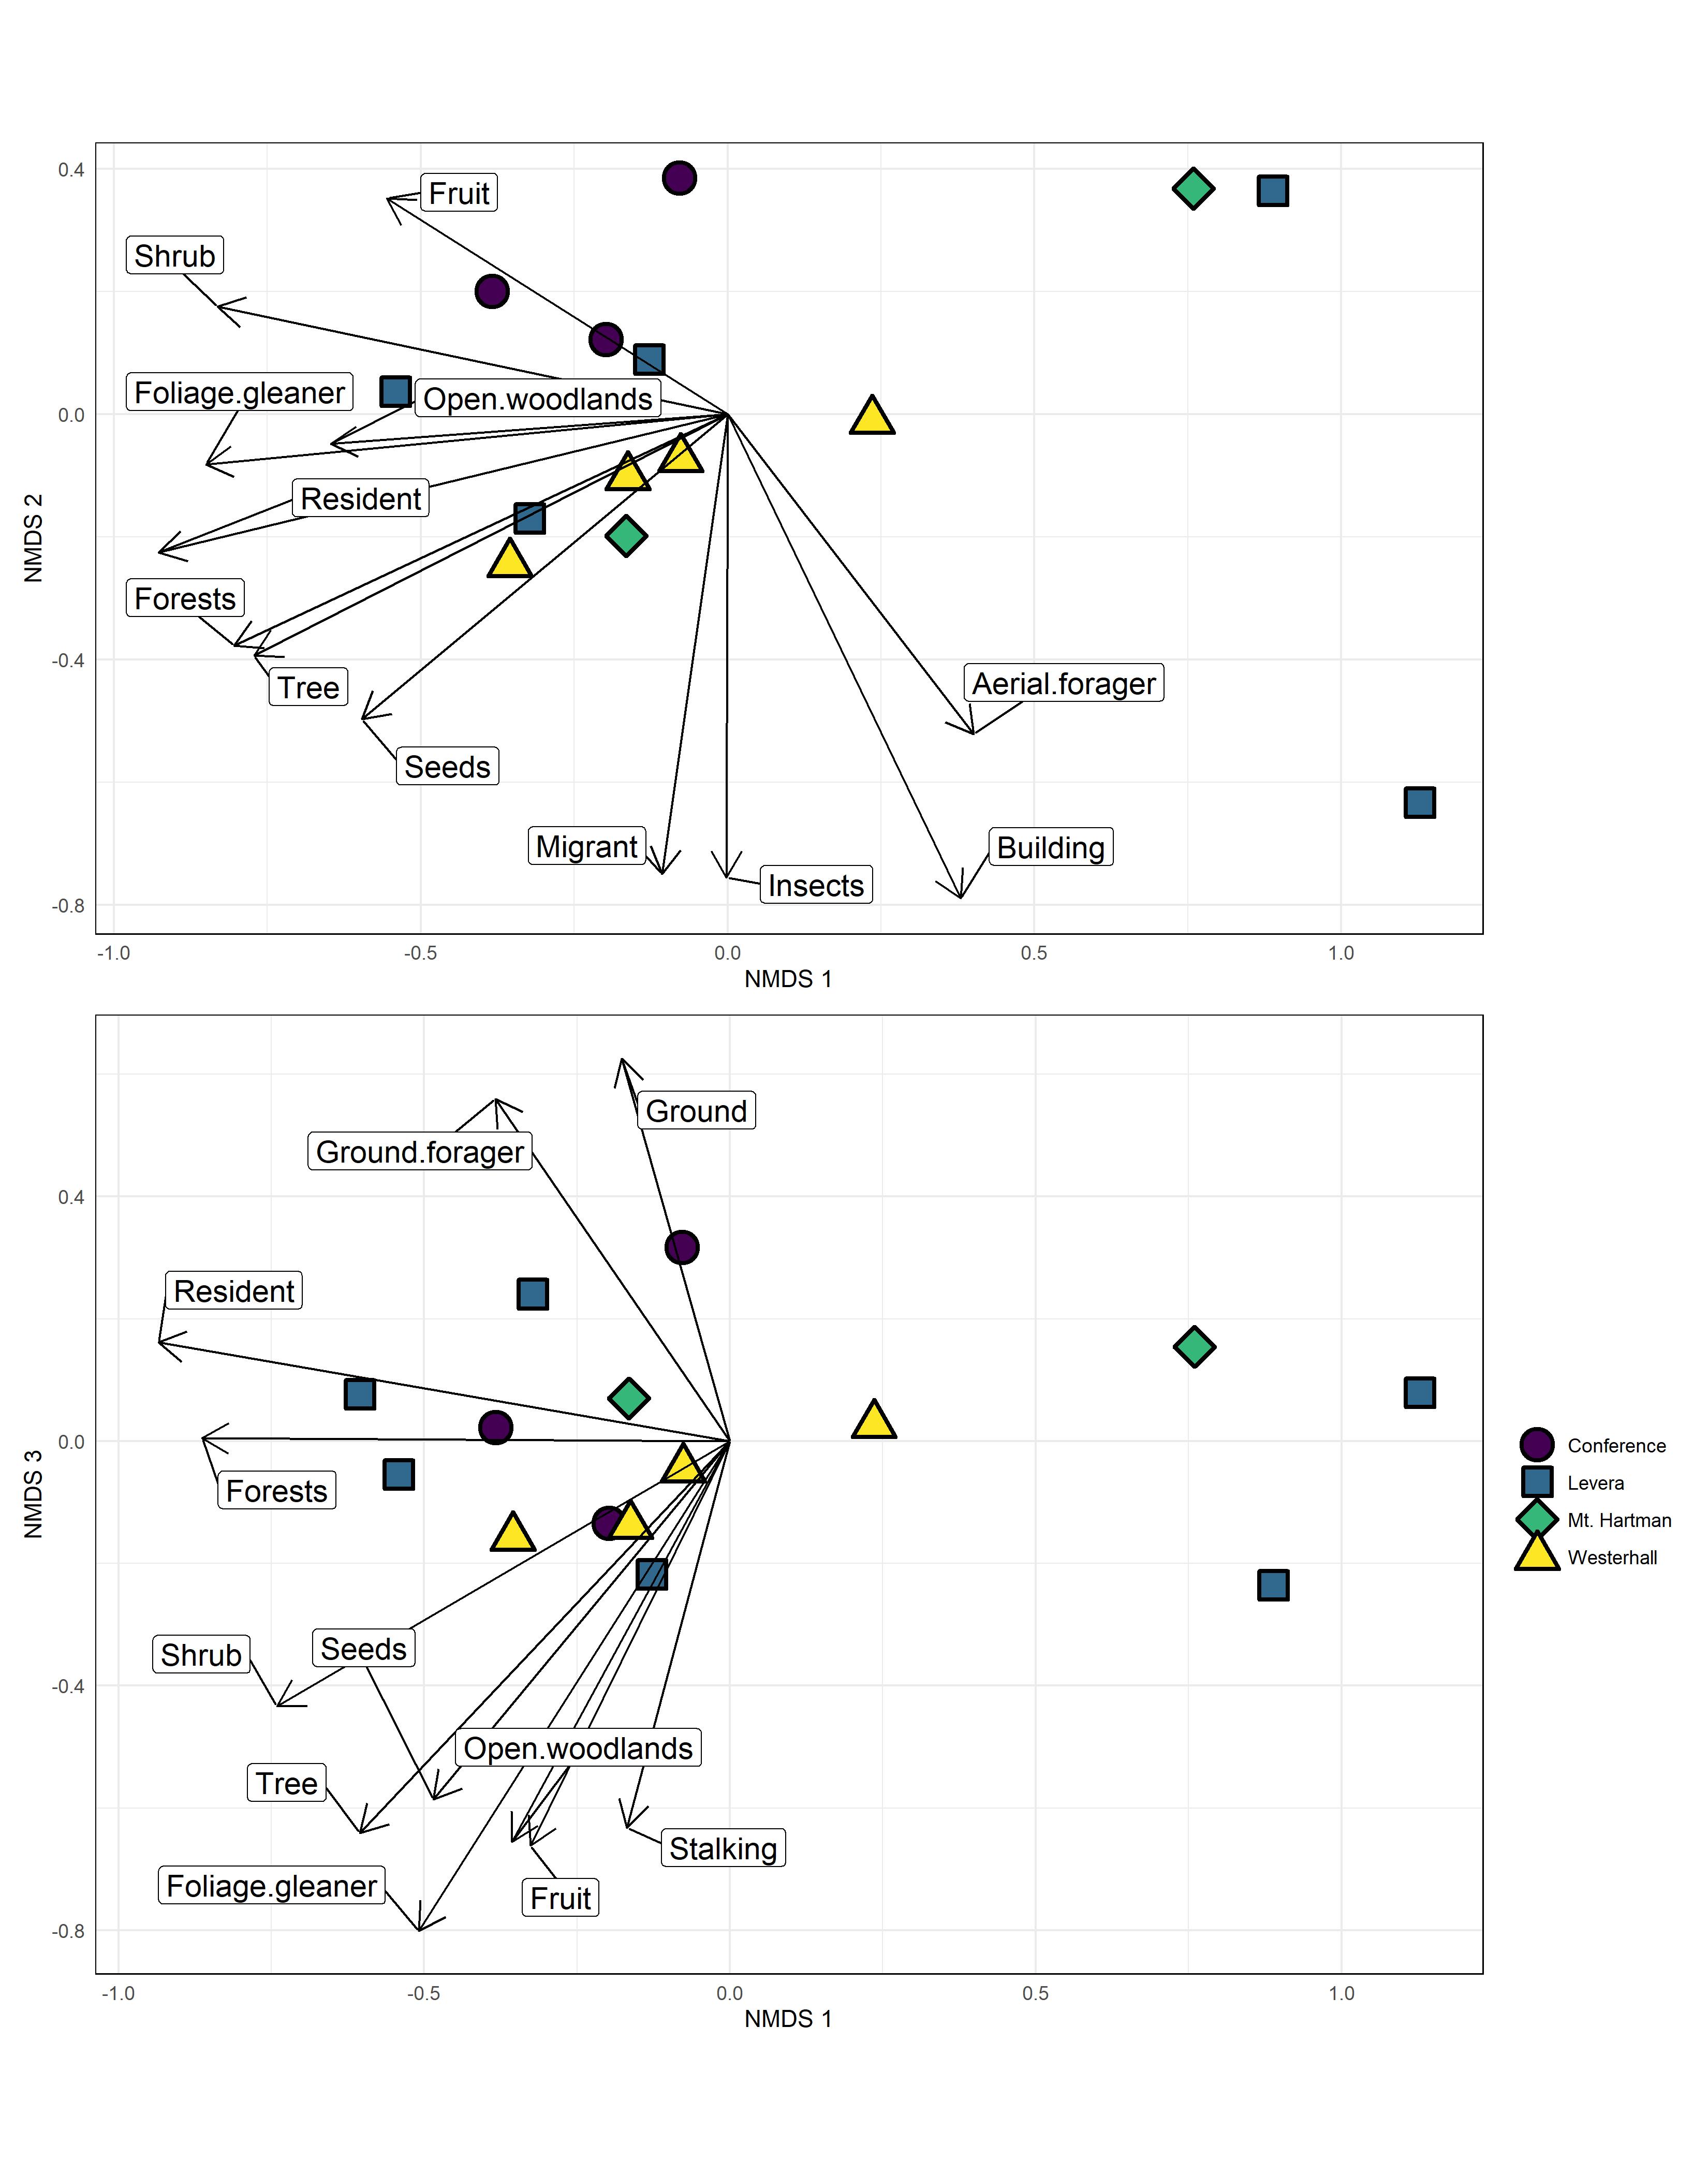 0.4
Fruit
Shrub
Foliage.gleaner
Open.woodlands
0.0
Resident
NMDS 2
Forests
-0.4
Tree
Aerial.forager
Seeds
Migrant
Building
Insects
-0.8
-1.0 -0.5 0.0 0.5 1.0
NMDS 1
Ground
Ground.forager
0.4
Resident
0.0
Forests
NMDS 3
Conference
Levera
Mt. Hartman
Westerhall
Seeds
Shrub
-0.4
Open.woodlands
Tree
Stalking
Foliage.gleaner
Fruit
-0.8
-1.0 -0.5 0.0 0.5 1.0
NMDS 1